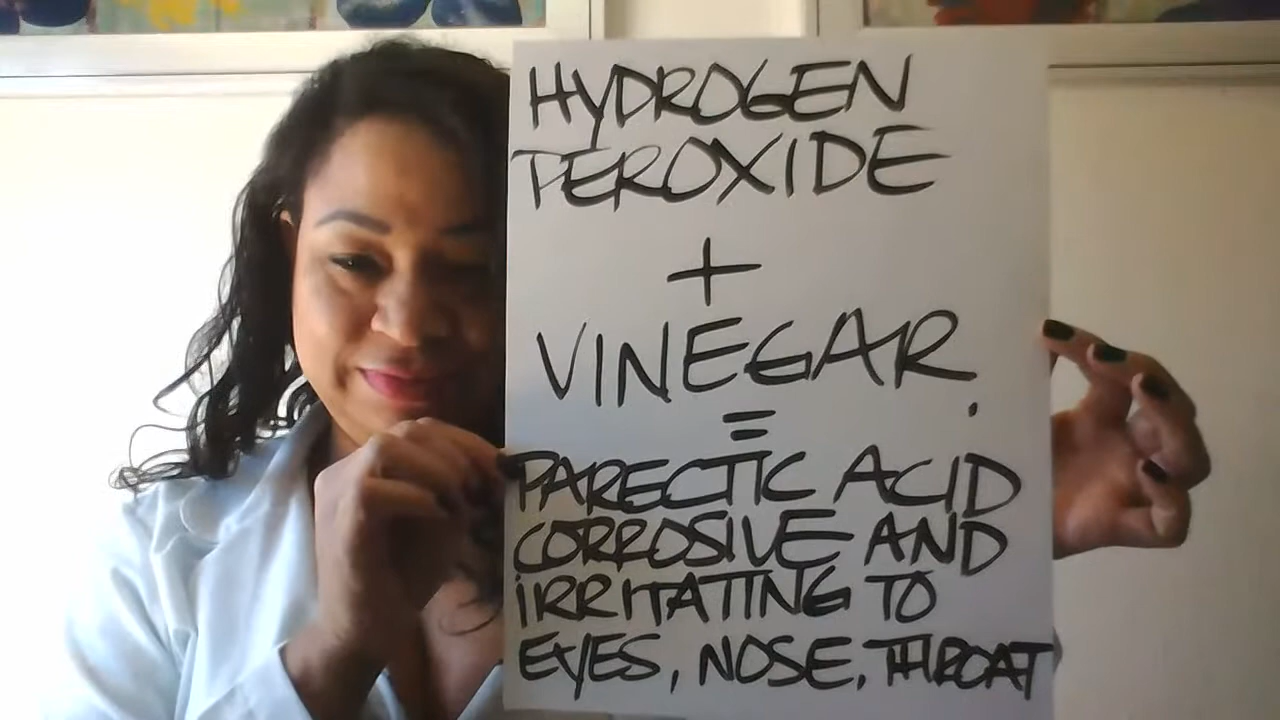 HYDROGEN
PEROXIDE
+
VINEGAR.
=
PARECTIC ACID
CORROSIVE AND
IRRITATING TO
EYES, NOSE, THROAT